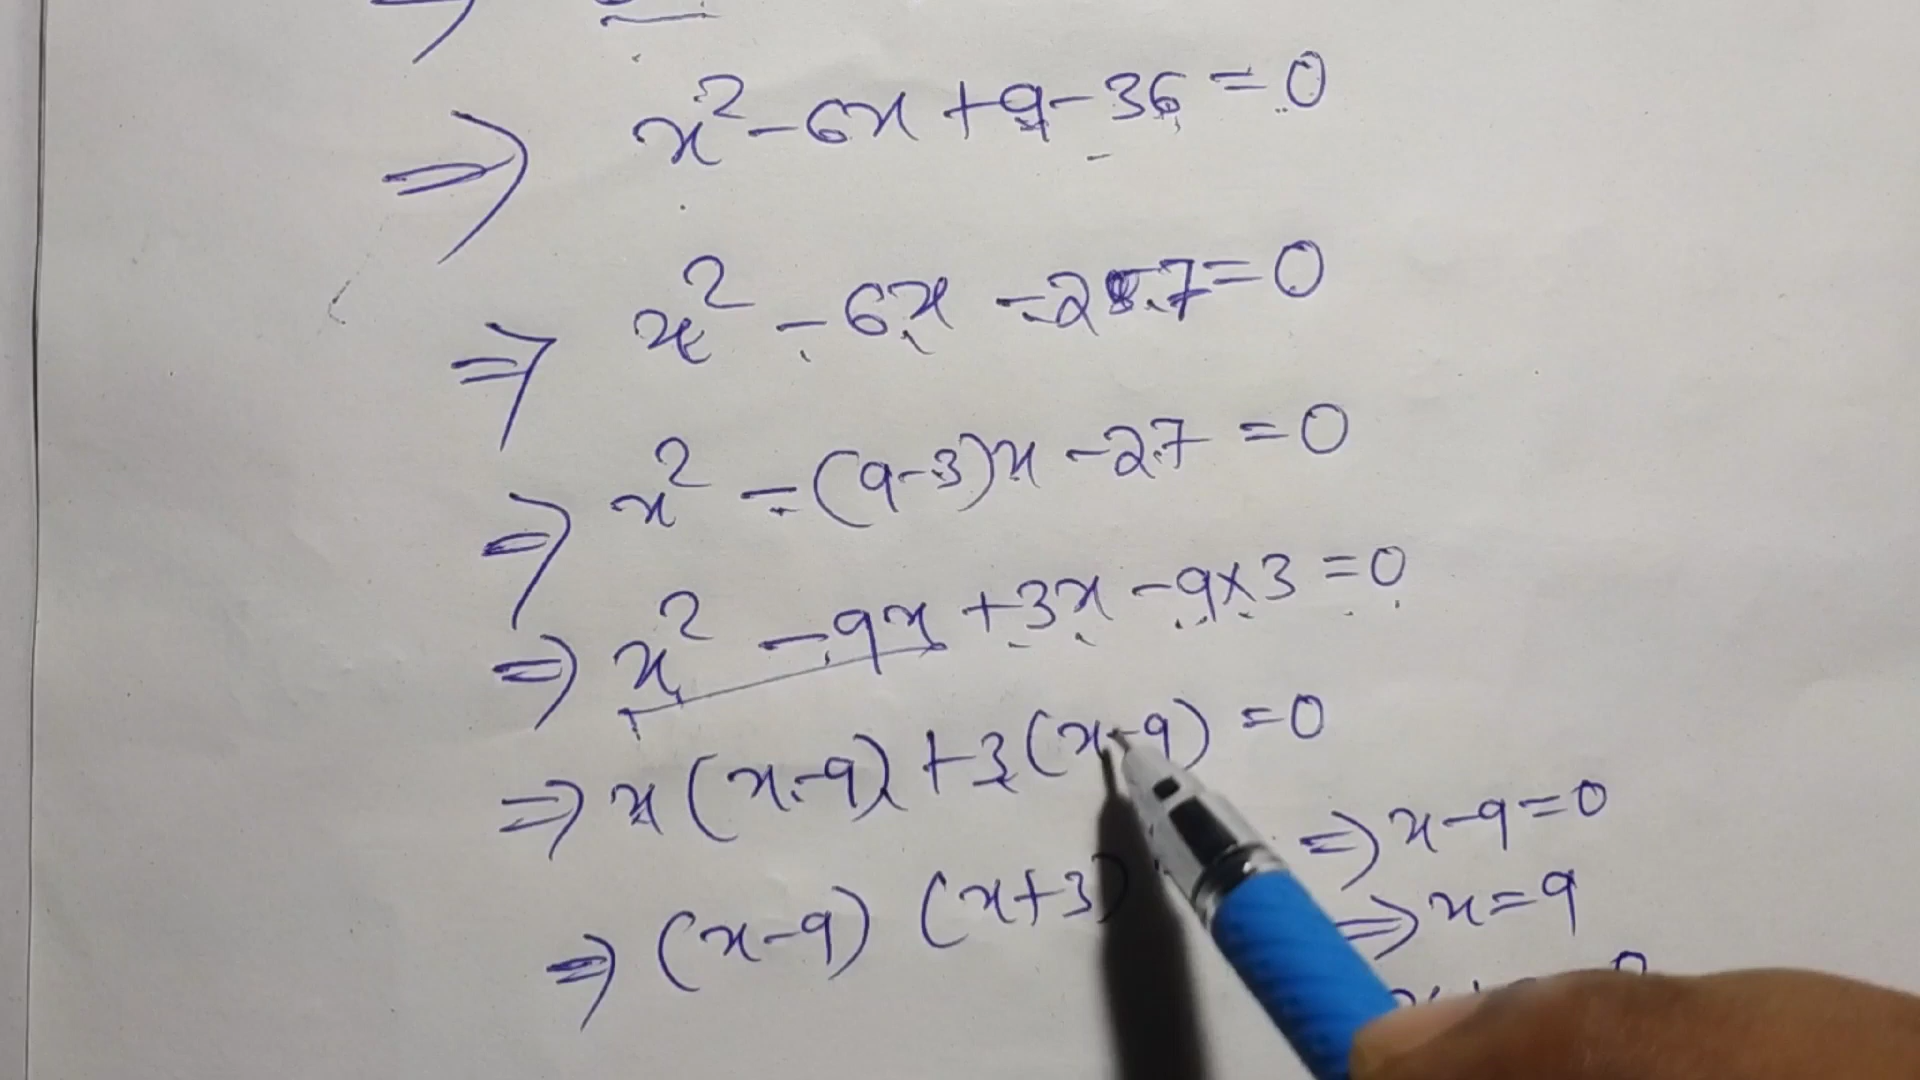 ⇒ x² - 6x + 9 - 36 = 0
⇒ x² - 6x - 27 = 0
⇒ x² - (9-3)x - 27 = 0
⇒ x² - 9x + 3x - 9×3 = 0
⇒ x(x-9) + 3(x-9) = 0
⇒ (x-9) (x+3)
⇒ x-9=0
⇒ x=9